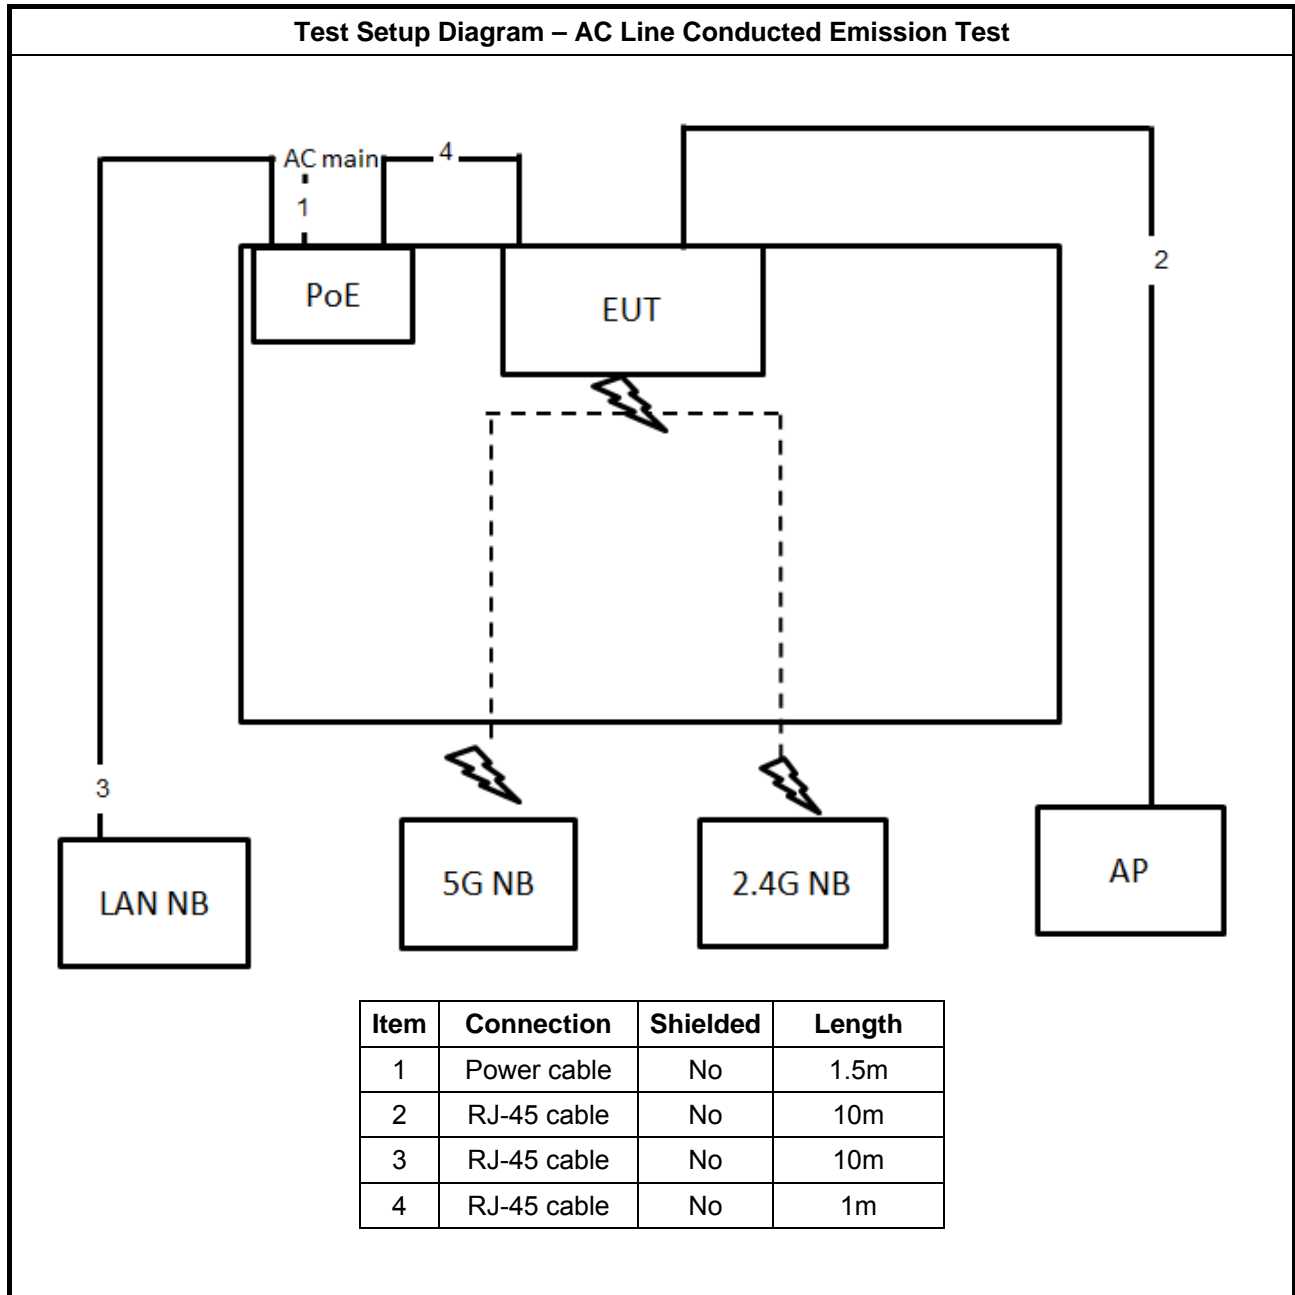 Test Setup Diagram – AC Line Conducted Emission Test
AC main
4
1
2
PoE
EUT
3
LAN NB
5G NB
2.4G NB
AP
Item Connection Shielded Length
1 Power cable No 1.5m
2 RJ-45 cable No 10m
3 RJ-45 cable No 10m
4 RJ-45 cable No 1m